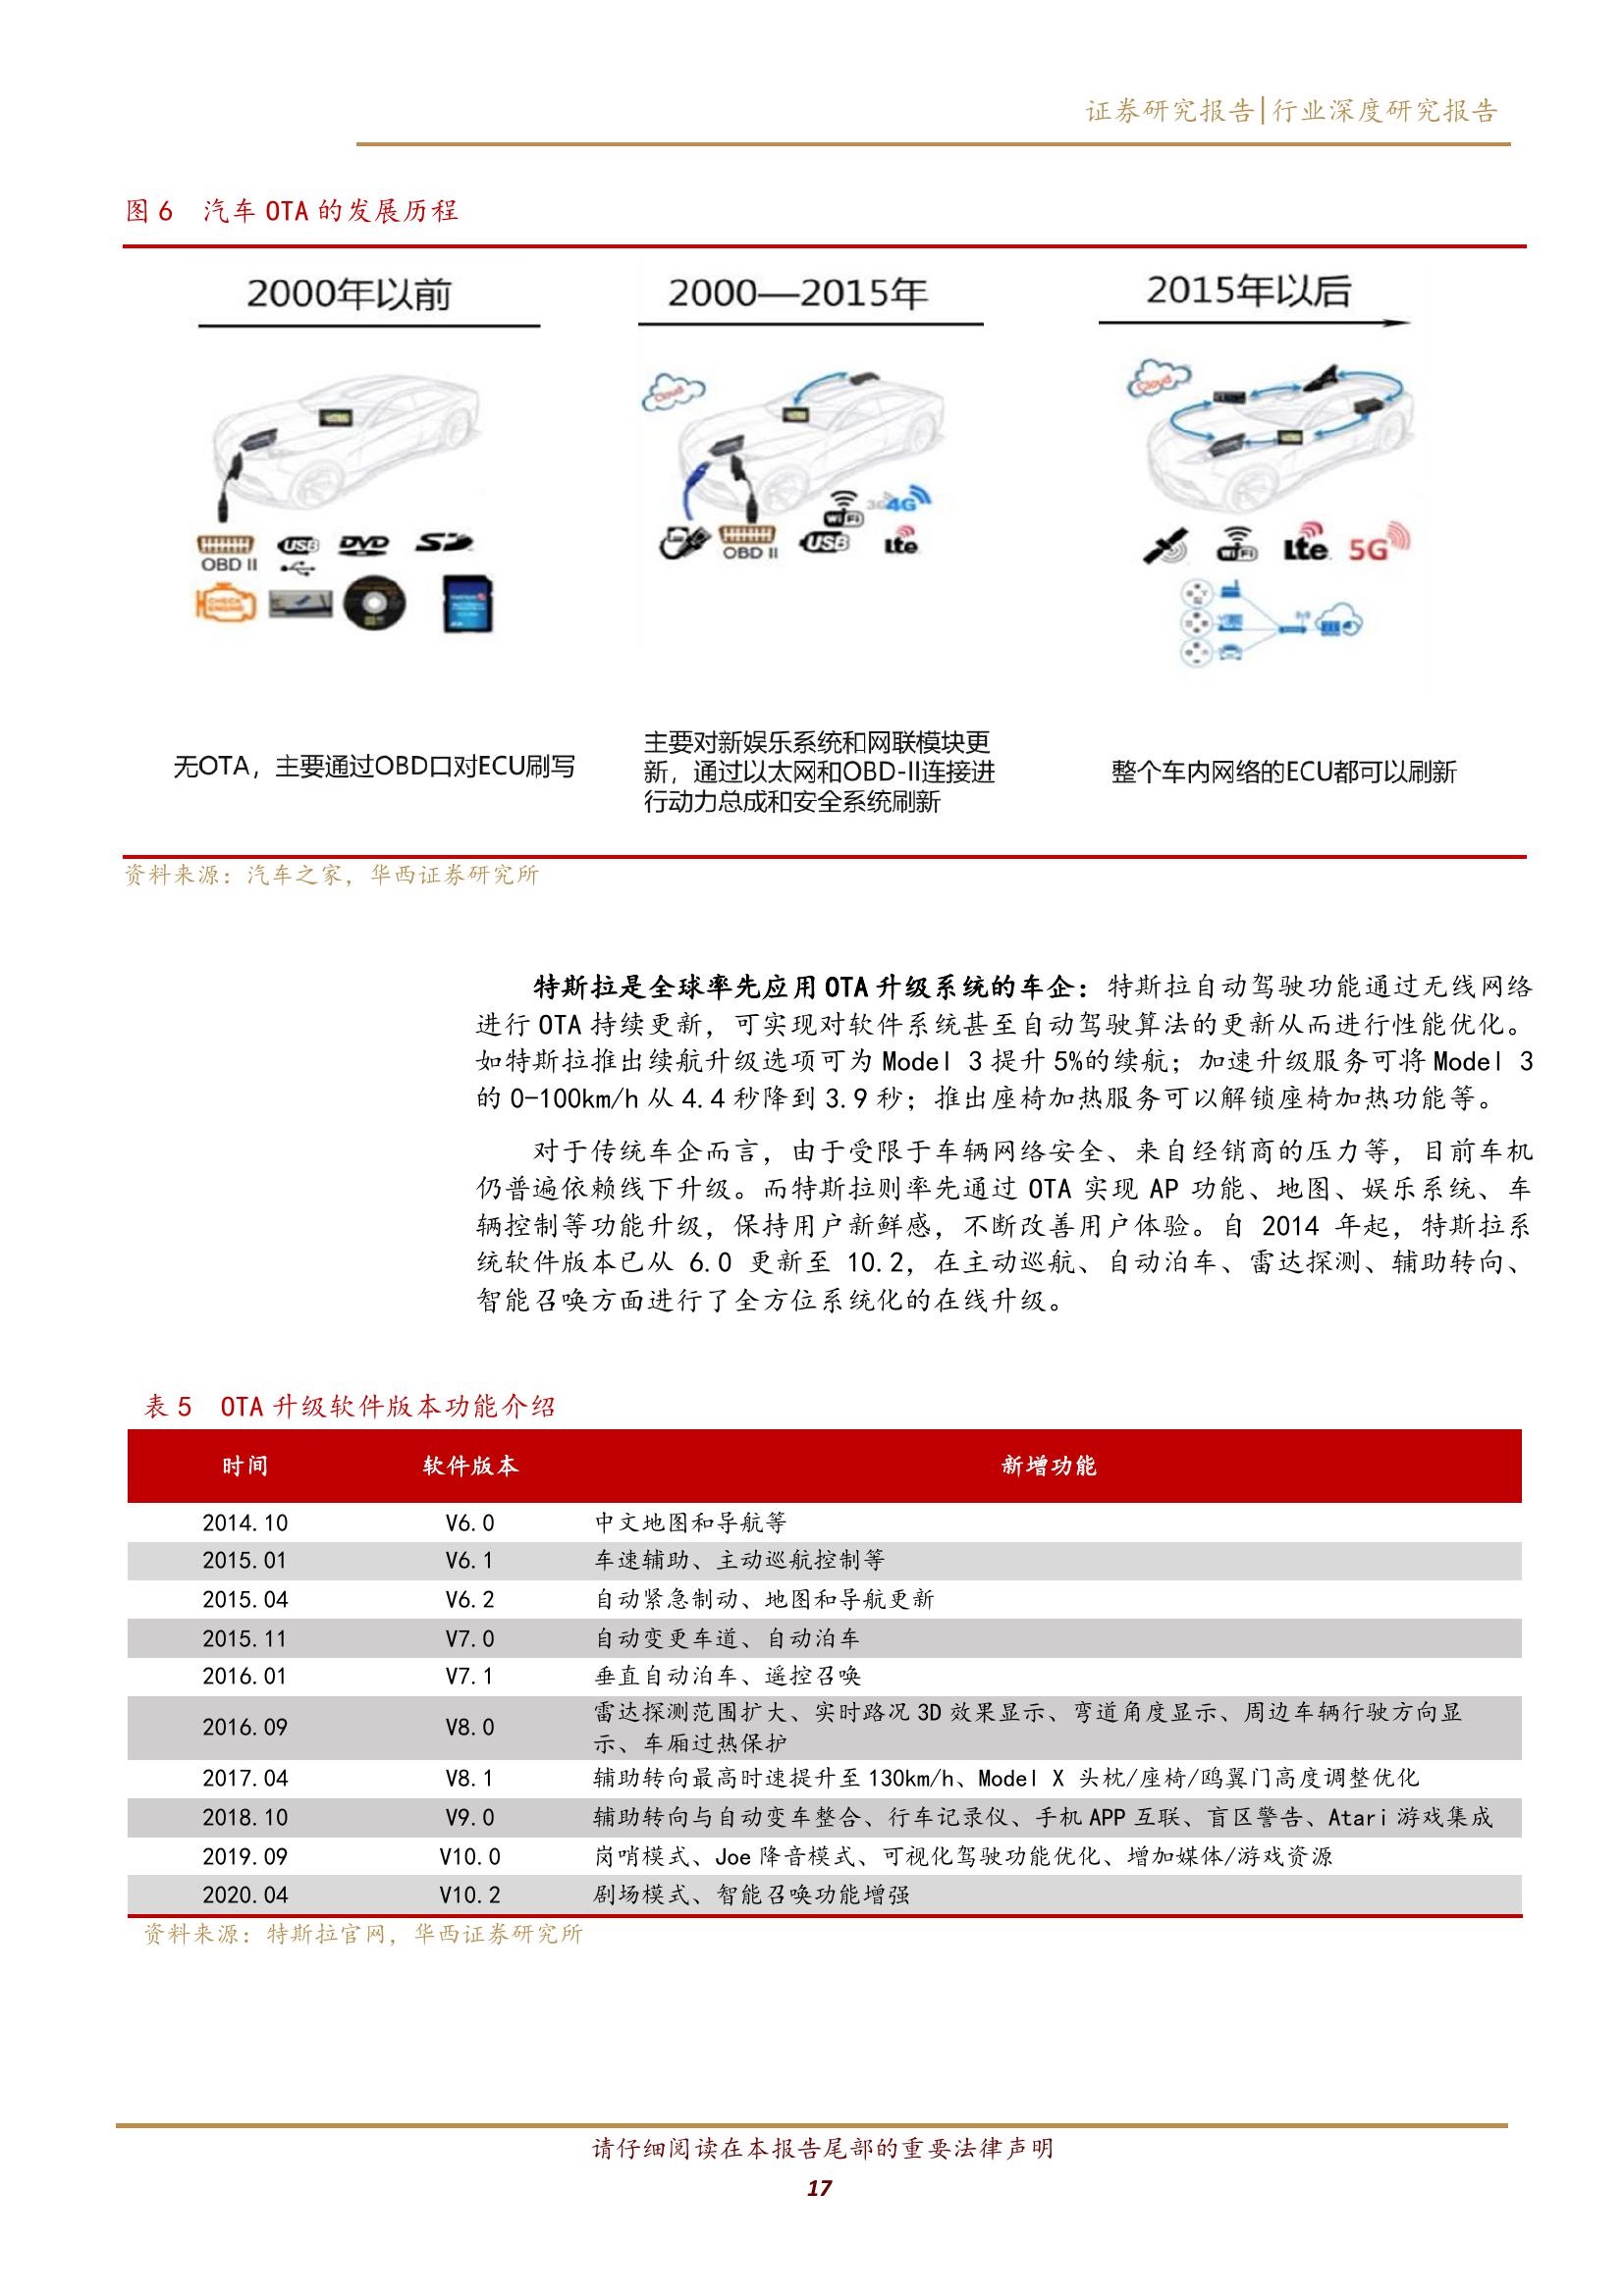 证券研究报告|行业深度研究报告
图 6 汽车 OTA 的发展历程
2000年以前
2000—2015年
2015年以后
Cloud
Cloud
3G4G
WiFi
OBD II
USB
DVD
SD
CHECK ENGINE
OBD II
USB
Lte
WiFi
Lte
5G
无OTA，主要通过OBD口对ECU刷写
主要对新娱乐系统和网联模块更
新，通过以太网和OBD-II连接进
行动力总成和安全系统刷新
整个车内网络的ECU都可以刷新
资料来源：汽车之家，华西证券研究所
特斯拉是全球率先应用 OTA 升级系统的车企：特斯拉自动驾驶功能通过无线网络
进行 OTA 持续更新，可实现对软件系统甚至自动驾驶算法的更新从而进行性能优化。
如特斯拉推出续航升级选项可为 Model 3 提升 5%的续航；加速升级服务可将 Model 3
的 0-100km/h 从 4.4 秒降到 3.9 秒；推出座椅加热服务可以解锁座椅加热功能等。
对于传统车企而言，由于受限于车辆网络安全、来自经销商的压力等，目前车机
仍普遍依赖线下升级。而特斯拉则率先通过 OTA 实现 AP 功能、地图、娱乐系统、车
辆控制等功能升级，保持用户新鲜感，不断改善用户体验。自 2014 年起，特斯拉系
统软件版本已从 6.0 更新至 10.2，在主动巡航、自动泊车、雷达探测、辅助转向、
智能召唤方面进行了全方位系统化的在线升级。
表 5 OTA 升级软件版本功能介绍
时间 软件版本 新增功能
2014.10 V6.0 中文地图和导航等
2015.01 V6.1 车速辅助、主动巡航控制等
2015.04 V6.2 自动紧急制动、地图和导航更新
2015.11 V7.0 自动变更车道、自动泊车
2016.01 V7.1 垂直自动泊车、遥控召唤
2016.09 V8.0 雷达探测范围扩大、实时路况 3D 效果显示、弯道角度显示、周边车辆行驶方向显
示、车厢过热保护
2017.04 V8.1 辅助转向最高时速提升至 130km/h、Model X 头枕/座椅/鸥翼门高度调整优化
2018.10 V9.0 辅助转向与自动变车整合、行车记录仪、手机 APP 互联、盲区警告、Atari 游戏集成
2019.09 V10.0 岗哨模式、Joe 降音模式、可视化驾驶功能优化、增加媒体/游戏资源
2020.04 V10.2 剧场模式、智能召唤功能增强
资料来源：特斯拉官网，华西证券研究所
请仔细阅读在本报告尾部的重要法律声明
17